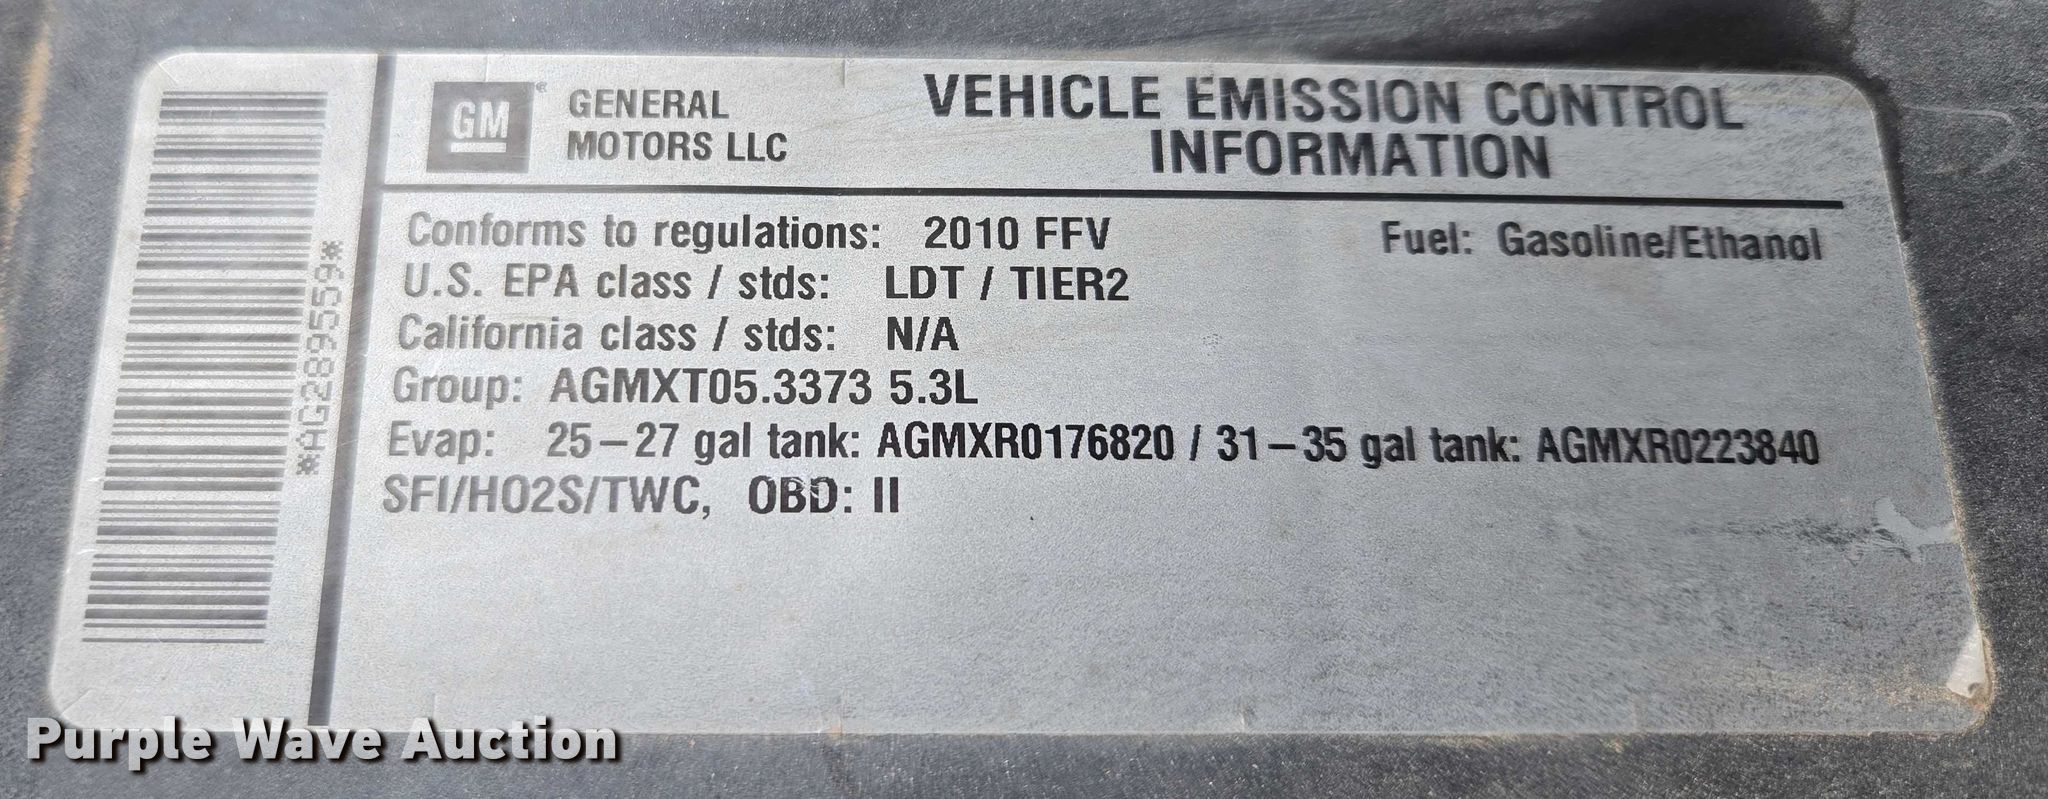 GM
GENERAL
MOTORS LLC
VEHICLE EMISSION CONTROL
INFORMATION
Conforms to regulations: 2010 FFV
Fuel: Gasoline/Ethanol
U.S. EPA class / stds: LDT / TIER2
California class / stds: N/A
Group: AGMXT05.3373 5.3L
Evap: 25-27 gal tank: AGMXR0176820 / 31-35 gal tank: AGMXR0223840
SFI/HO2S/TWC, OBD: II
*AG289559*
Purple Wave Auction